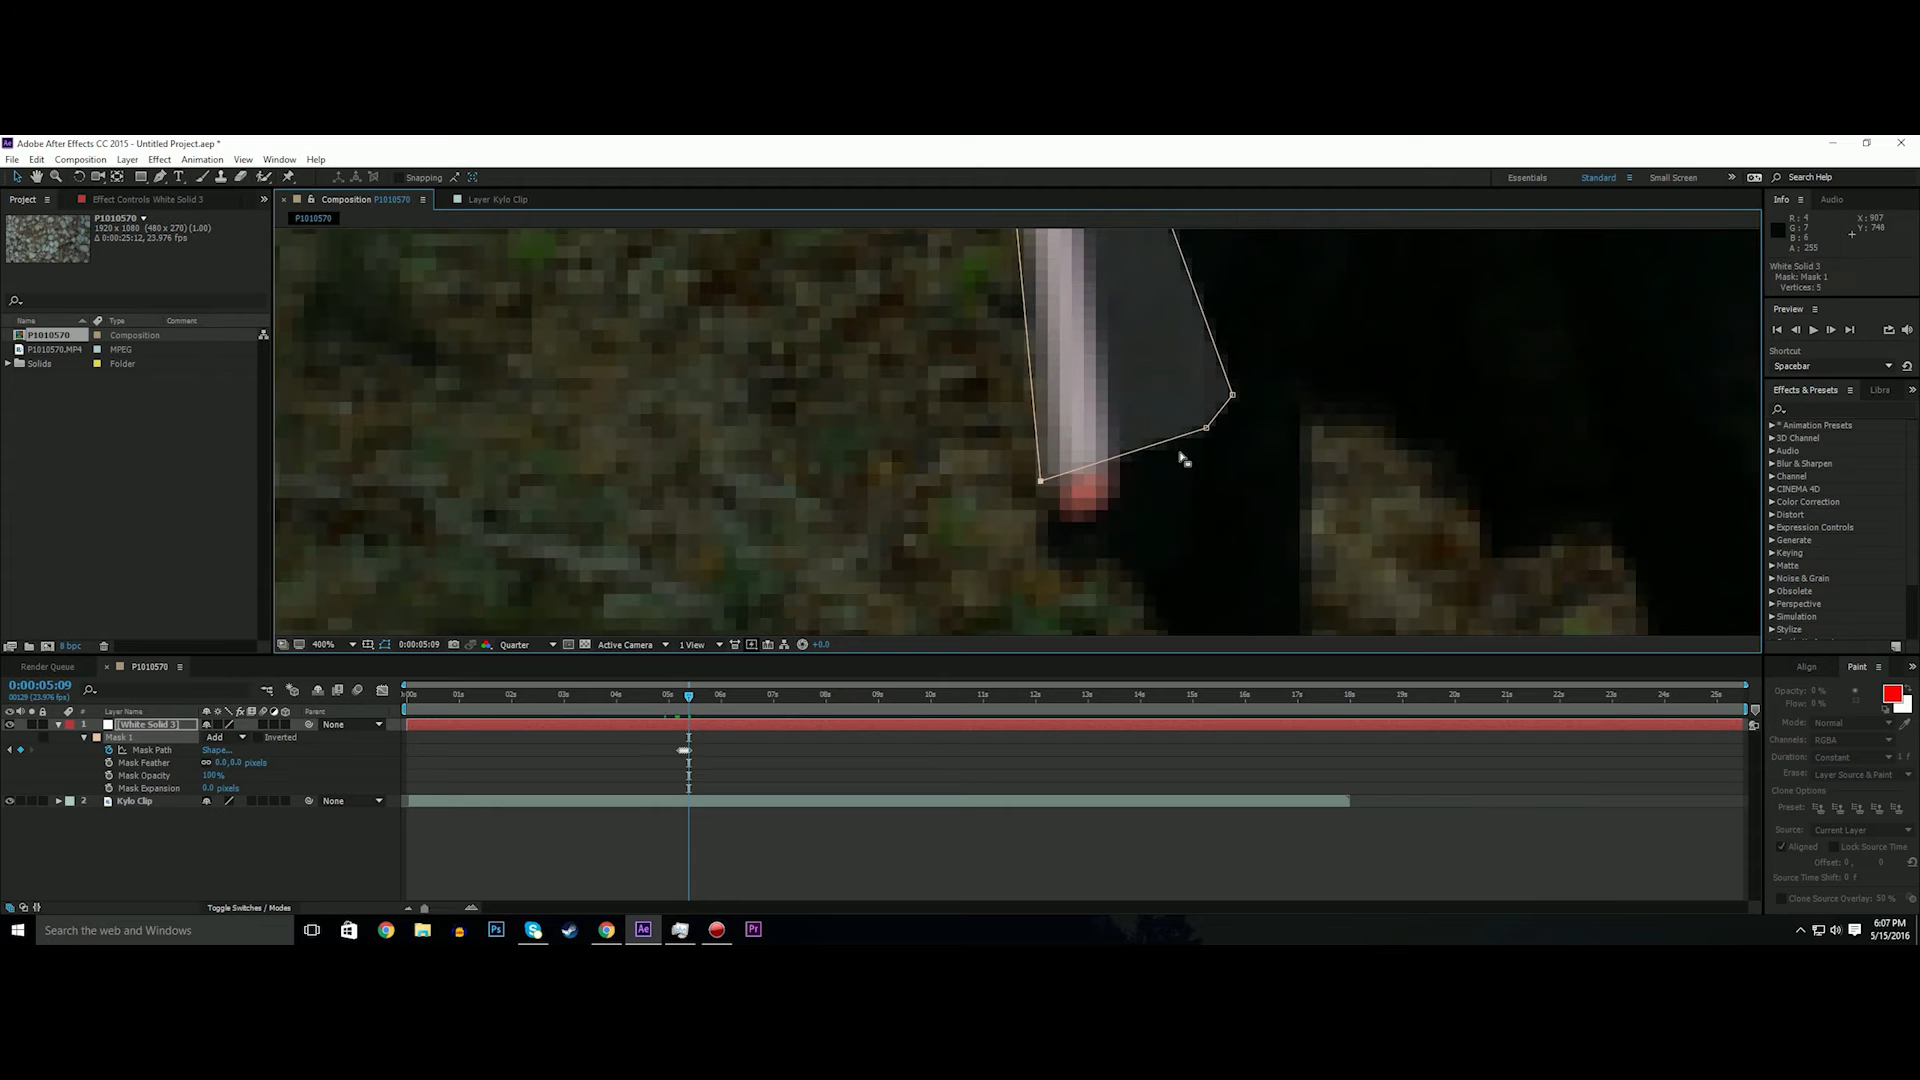 Adobe After Effects CC 2015 - Untitled Project.aep *
File Edit Composition Layer Effect Animation View Window Help
Snapping
Essentials Standard Small Screen Search Help
Project Effect Controls White Solid 3 Composition P1010570 Layer Kylo Clip
P1010570
1920 x 1080 (480 x 270) (1.00)
Δ 0:00:25:12, 23.976 fps
Name Type Comment
P1010570 Composition
P1010570.MP4 MPEG
Solids Folder
8 bpc
P1010570
400% 0:00:05:09 Quarter Active Camera 1 View +0.0
Info Audio
R: 4 X: 907
G: 7 Y: 748
B: 6
A: 255
White Solid 3
Mask: Mask 1
Vertices: 5
Preview
Shortcut
Spacebar
Effects & Presets Libra
* Animation Presets
3D Channel
Audio
Blur & Sharpen
Channel
CINEMA 4D
Color Correction
Distort
Expression Controls
Generate
Keying
Matte
Noise & Grain
Obsolete
Perspective
Simulation
Stylize
Render Queue P1010570
0:00:05:09
00129 (23.976 fps)
# Layer Name Parent
1 [White Solid 3] None
Mask 1 Add Inverted
Mask Path Shape...
Mask Feather 0.0,0.0 pixels
Mask Opacity 100%
Mask Expansion 0.0 pixels
2 Kylo Clip None
Toggle Switches / Modes
:00s 01s 02s 03s 04s 05s 06s 07s 08s 09s 10s 11s 12s 13s 14s 15s 16s 17s 18s 19s 20s 21s 22s 23s 24s 25s
Align Paint
Opacity: 0 %
Flow: 0 %
Mode: Normal
Channels: RGBA
Duration: Constant 1 f
Erase: Layer Source & Paint
Clone Options
Preset:
Source: Current Layer
Aligned Lock Source Time
Offset: 0, 0
Source Time Shift: 0 f
Clone Source Overlay: 50 %
Search the web and Windows
Ps Ae Pr
6:07 PM
5/15/2016